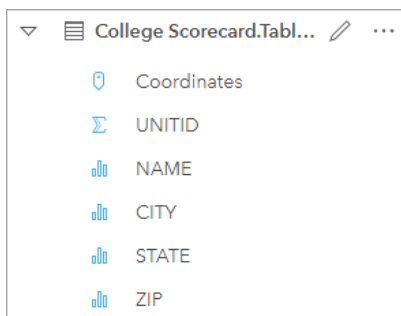 College Scorecard.Tabl...
Coordinates
UNITID
NAME
CITY
STATE
ZIP